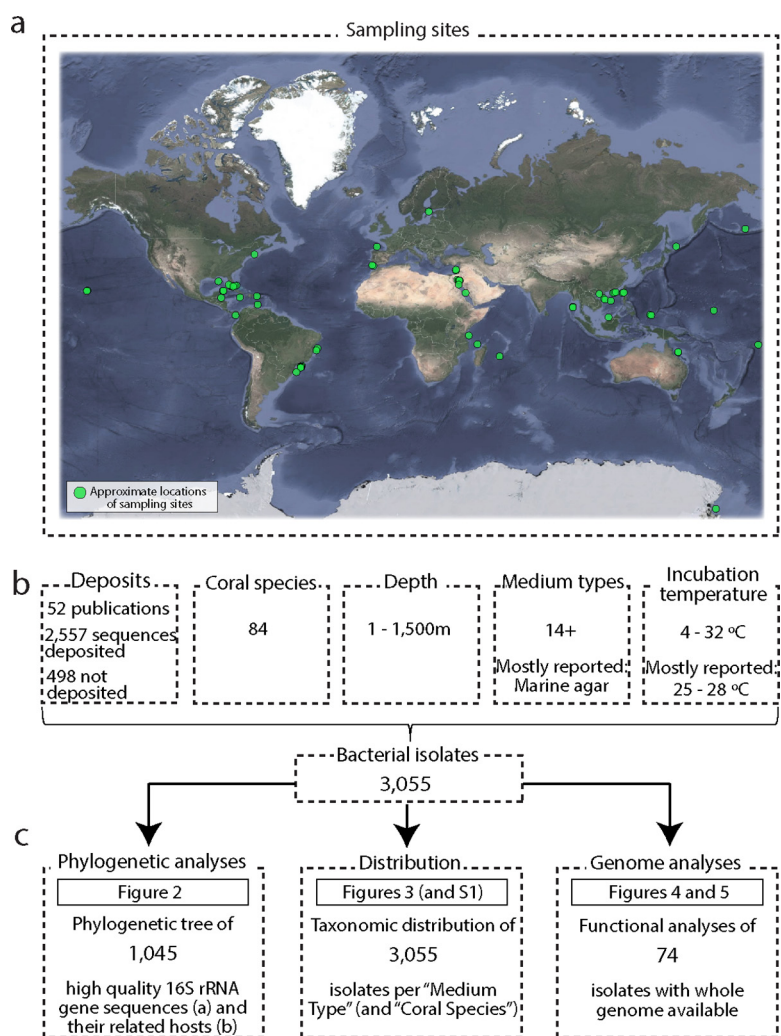 a
Sampling sites
Approximate locations
of sampling sites
b
Deposits
52 publications
2,557 sequences
deposited
498 not
deposited
Coral species
84
Depth
1 - 1,500m
Medium types
14+
Mostly reported:
Marine agar
Incubation
temperature
4 - 32 ºC
Mostly reported:
25 - 28 ºC
Bacterial isolates
3,055
c
Phylogenetic analyses
Figure 2
Phylogenetic tree of
1,045
high quality 16S rRNA
gene sequences (a) and
their related hosts (b)
Distribution
Figures 3 (and S1)
Taxonomic distribution of
3,055
isolates per “Medium
Type” (and “Coral Species”)
Genome analyses
Figures 4 and 5
Functional analyses of
74
isolates with whole
genome available